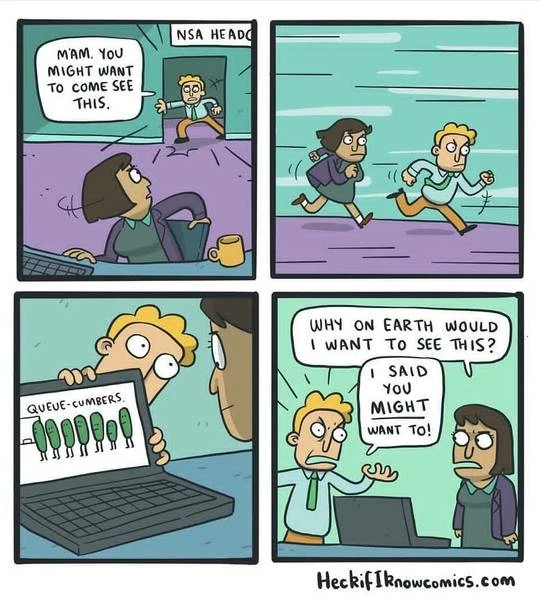 NSA HEADQ
M'AM. YOU
MIGHT WANT
TO COME SEE
THIS.
QUEUE-CUMBERS.
WHY ON EARTH WOULD
I WANT TO SEE THIS?
I SAID
YOU
MIGHT
WANT TO!
HeckifIknowcomics.com